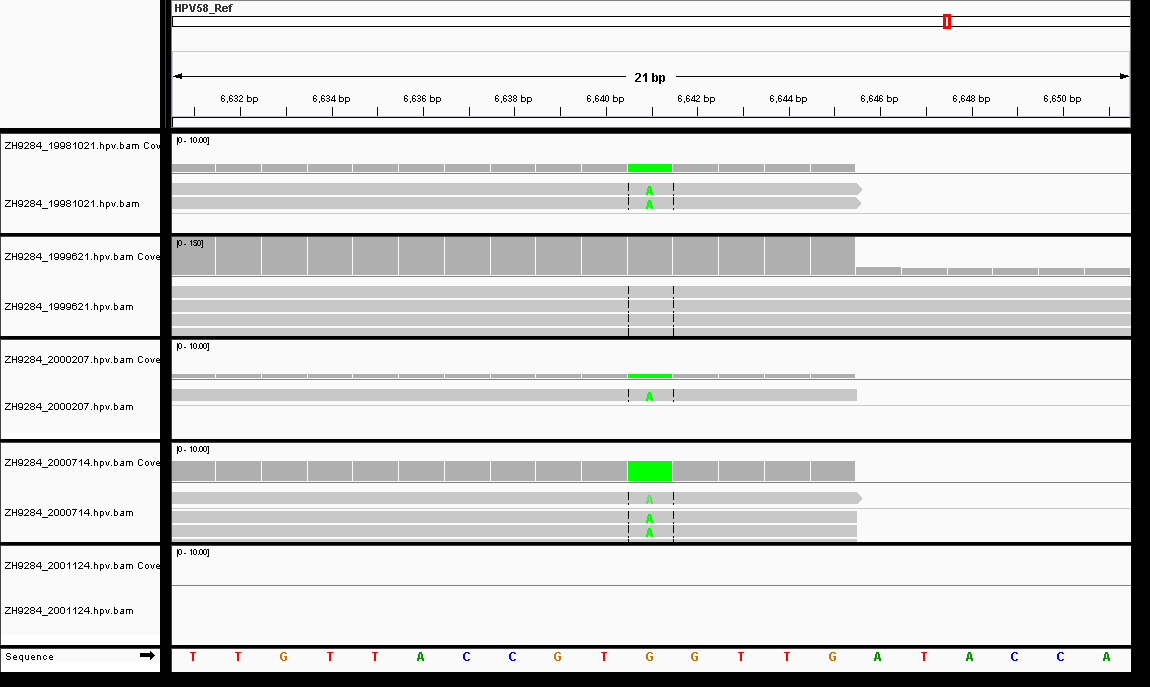 HPV58_Ref
21 bp
6,632 bp 6,634 bp 6,636 bp 6,638 bp 6,640 bp 6,642 bp 6,644 bp 6,646 bp 6,648 bp 6,650 bp
[0 - 10.00]
ZH9284_19981021.hpv.bam Cov
A
ZH9284_19981021.hpv.bam A
[0 - 150]
ZH9284_1999621.hpv.bam Cove
ZH9284_1999621.hpv.bam
[0 - 10.00]
ZH9284_2000207.hpv.bam Cove
A
ZH9284_2000207.hpv.bam
[0 - 10.00]
ZH9284_2000714.hpv.bam Cove
A
ZH9284_2000714.hpv.bam A
A
[0 - 10.00]
ZH9284_2001124.hpv.bam Cove
ZH9284_2001124.hpv.bam
Sequence T T G T T A C C G T G G T T G A T A C C A